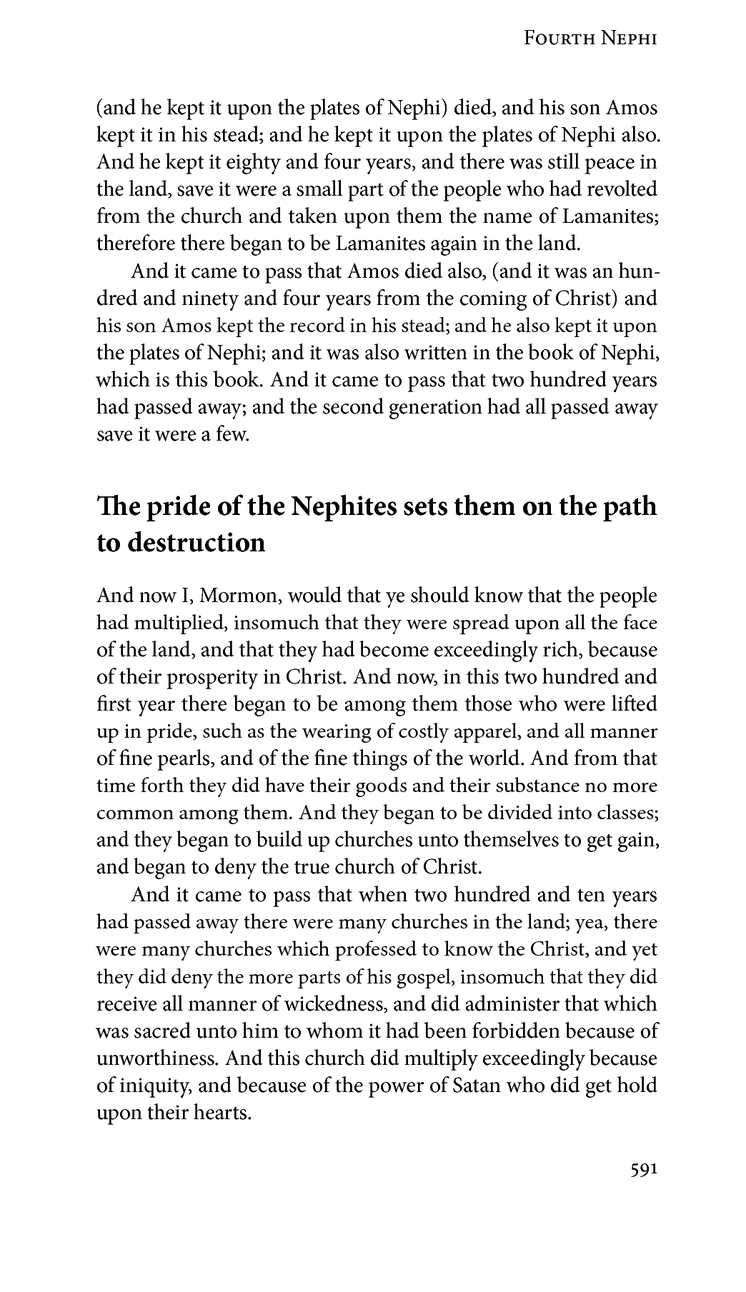 Fourth Nephi
(and he kept it upon the plates of Nephi) died, and his son Amos
kept it in his stead; and he kept it upon the plates of Nephi also.
And he kept it eighty and four years, and there was still peace in
the land, save it were a small part of the people who had revolted
from the church and taken upon them the name of Lamanites;
therefore there began to be Lamanites again in the land.
And it came to pass that Amos died also, (and it was an hun-
dred and ninety and four years from the coming of Christ) and
his son Amos kept the record in his stead; and he also kept it upon
the plates of Nephi; and it was also written in the book of Nephi,
which is this book. And it came to pass that two hundred years
had passed away; and the second generation had all passed away
save it were a few.
The pride of the Nephites sets them on the path
to destruction
And now I, Mormon, would that ye should know that the people
had multiplied, insomuch that they were spread upon all the face
of the land, and that they had become exceedingly rich, because
of their prosperity in Christ. And now, in this two hundred and
first year there began to be among them those who were lifted
up in pride, such as the wearing of costly apparel, and all manner
of fine pearls, and of the fine things of the world. And from that
time forth they did have their goods and their substance no more
common among them. And they began to be divided into classes;
and they began to build up churches unto themselves to get gain,
and began to deny the true church of Christ.
And it came to pass that when two hundred and ten years
had passed away there were many churches in the land; yea, there
were many churches which professed to know the Christ, and yet
they did deny the more parts of his gospel, insomuch that they did
receive all manner of wickedness, and did administer that which
was sacred unto him to whom it had been forbidden because of
unworthiness. And this church did multiply exceedingly because
of iniquity, and because of the power of Satan who did get hold
upon their hearts.
591